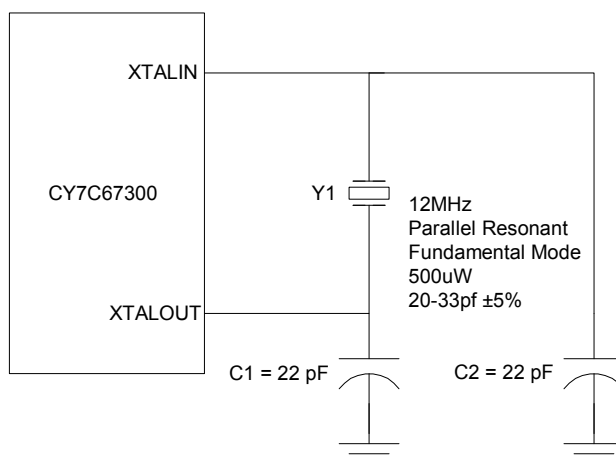 XTALIN
CY7C67300
Y1
12MHz
Parallel Resonant
Fundamental Mode
500uW
20-33pf ±5%
XTALOUT
C1 = 22 pF
C2 = 22 pF